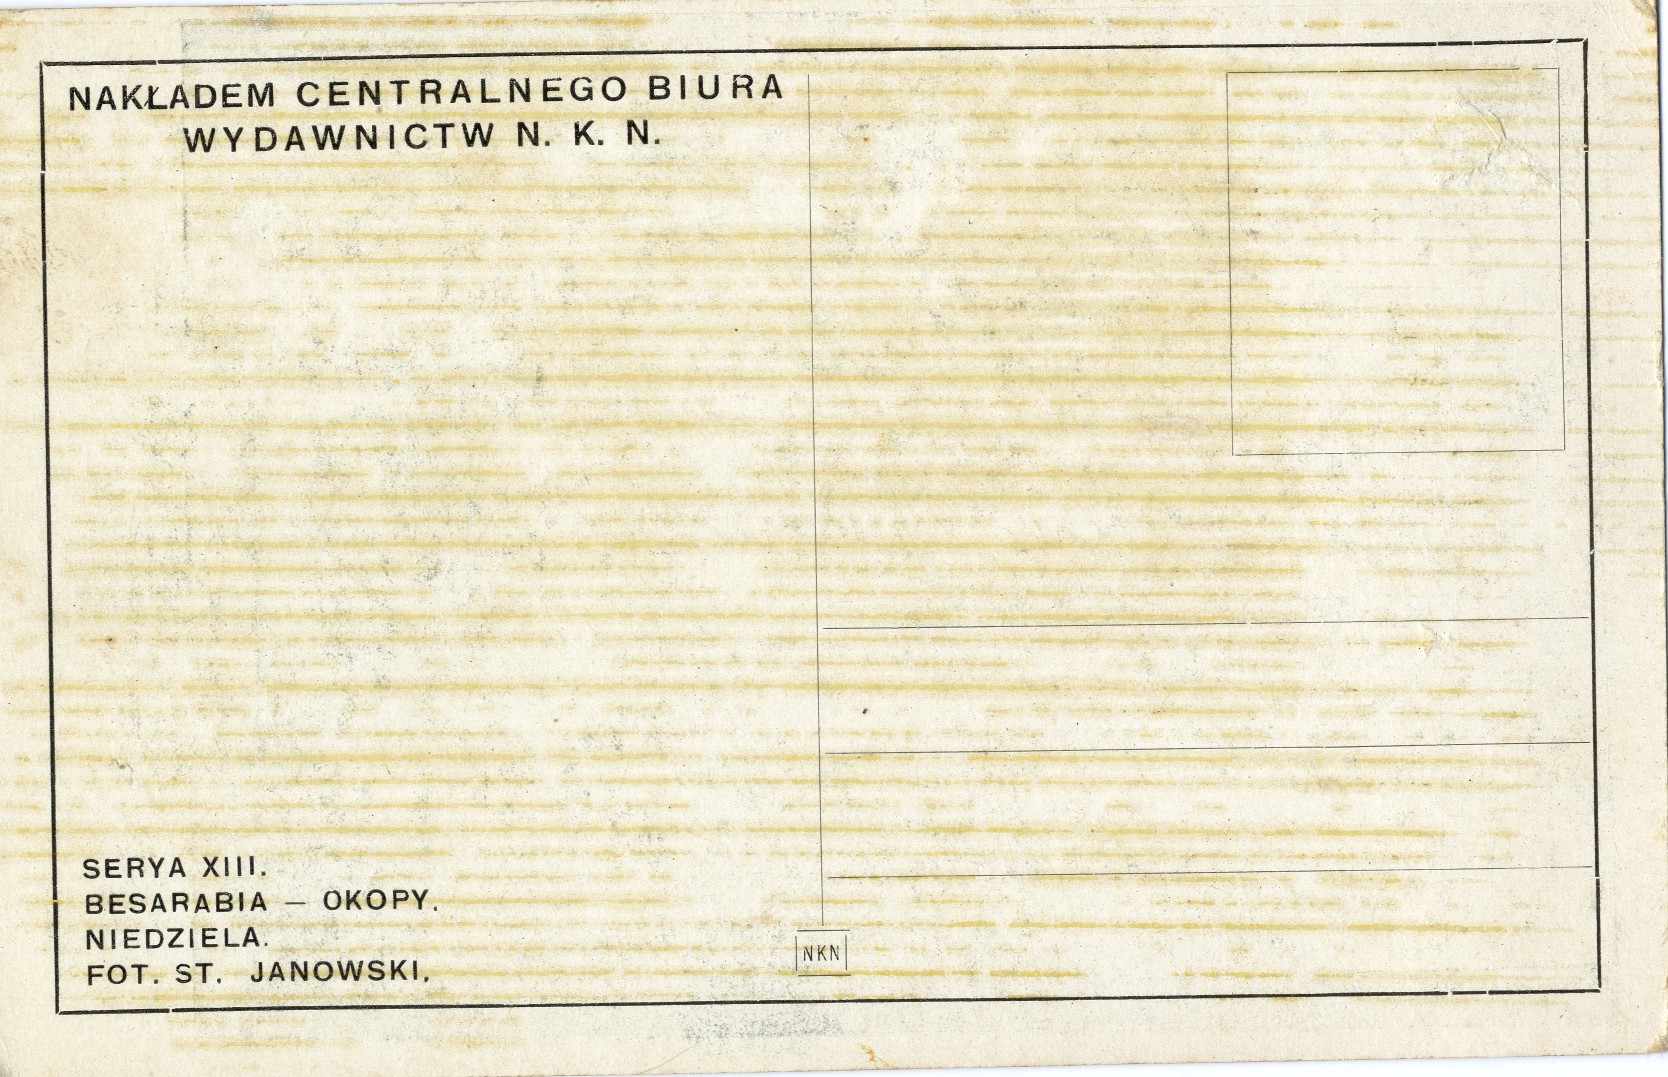 NAKŁADEM CENTRALNEGO BIURA
WYDAWNICTW N. K. N.
SERYA XIII.
BESARABIA — OKOPY.
NIEDZIELA.
FOT. ST. JANOWSKI.
NKN